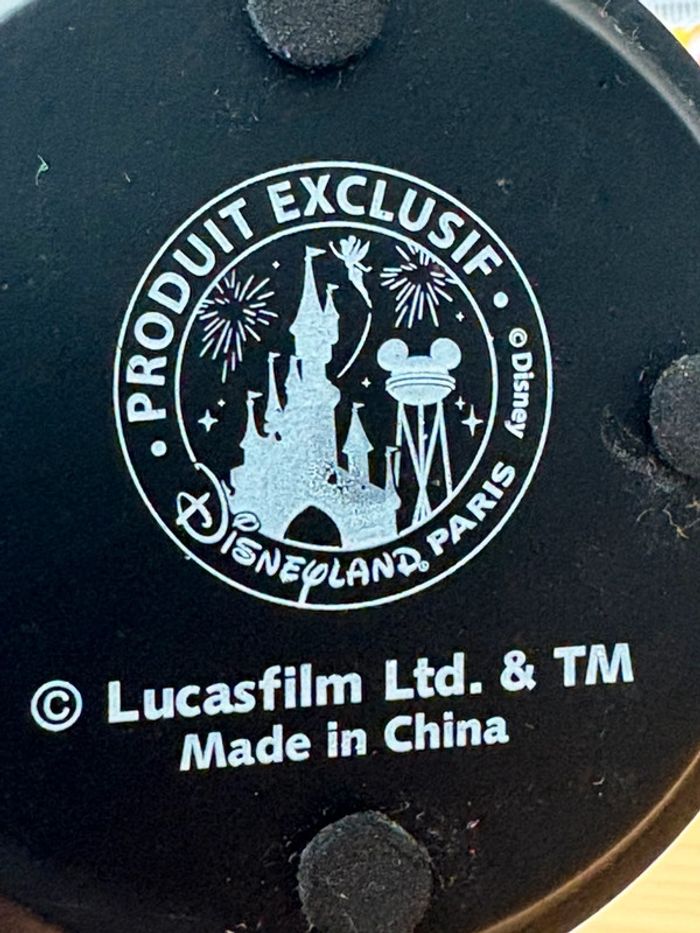 PRODUIT EXCLUSIF
© Disney
DISNEYLAND® PARIS
© Lucasfilm Ltd. & TM
Made in China